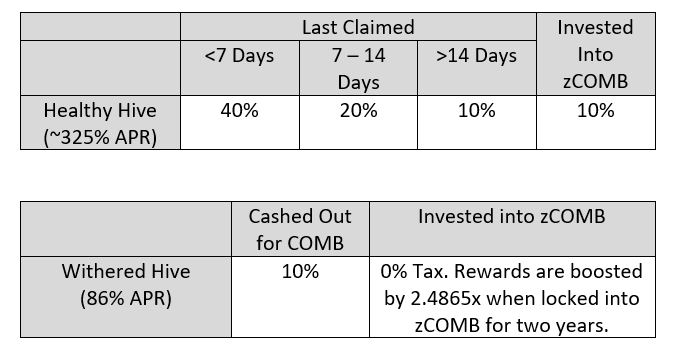 Last Claimed
Invested
Into
zCOMB
<7 Days
7 – 14
Days
>14 Days
Healthy Hive
(~325% APR)
40%
20%
10%
10%
Cashed Out
for COMB
Invested into zCOMB
Withered Hive
(86% APR)
10%
0% Tax. Rewards are boosted
by 2.4865x when locked into
zCOMB for two years.